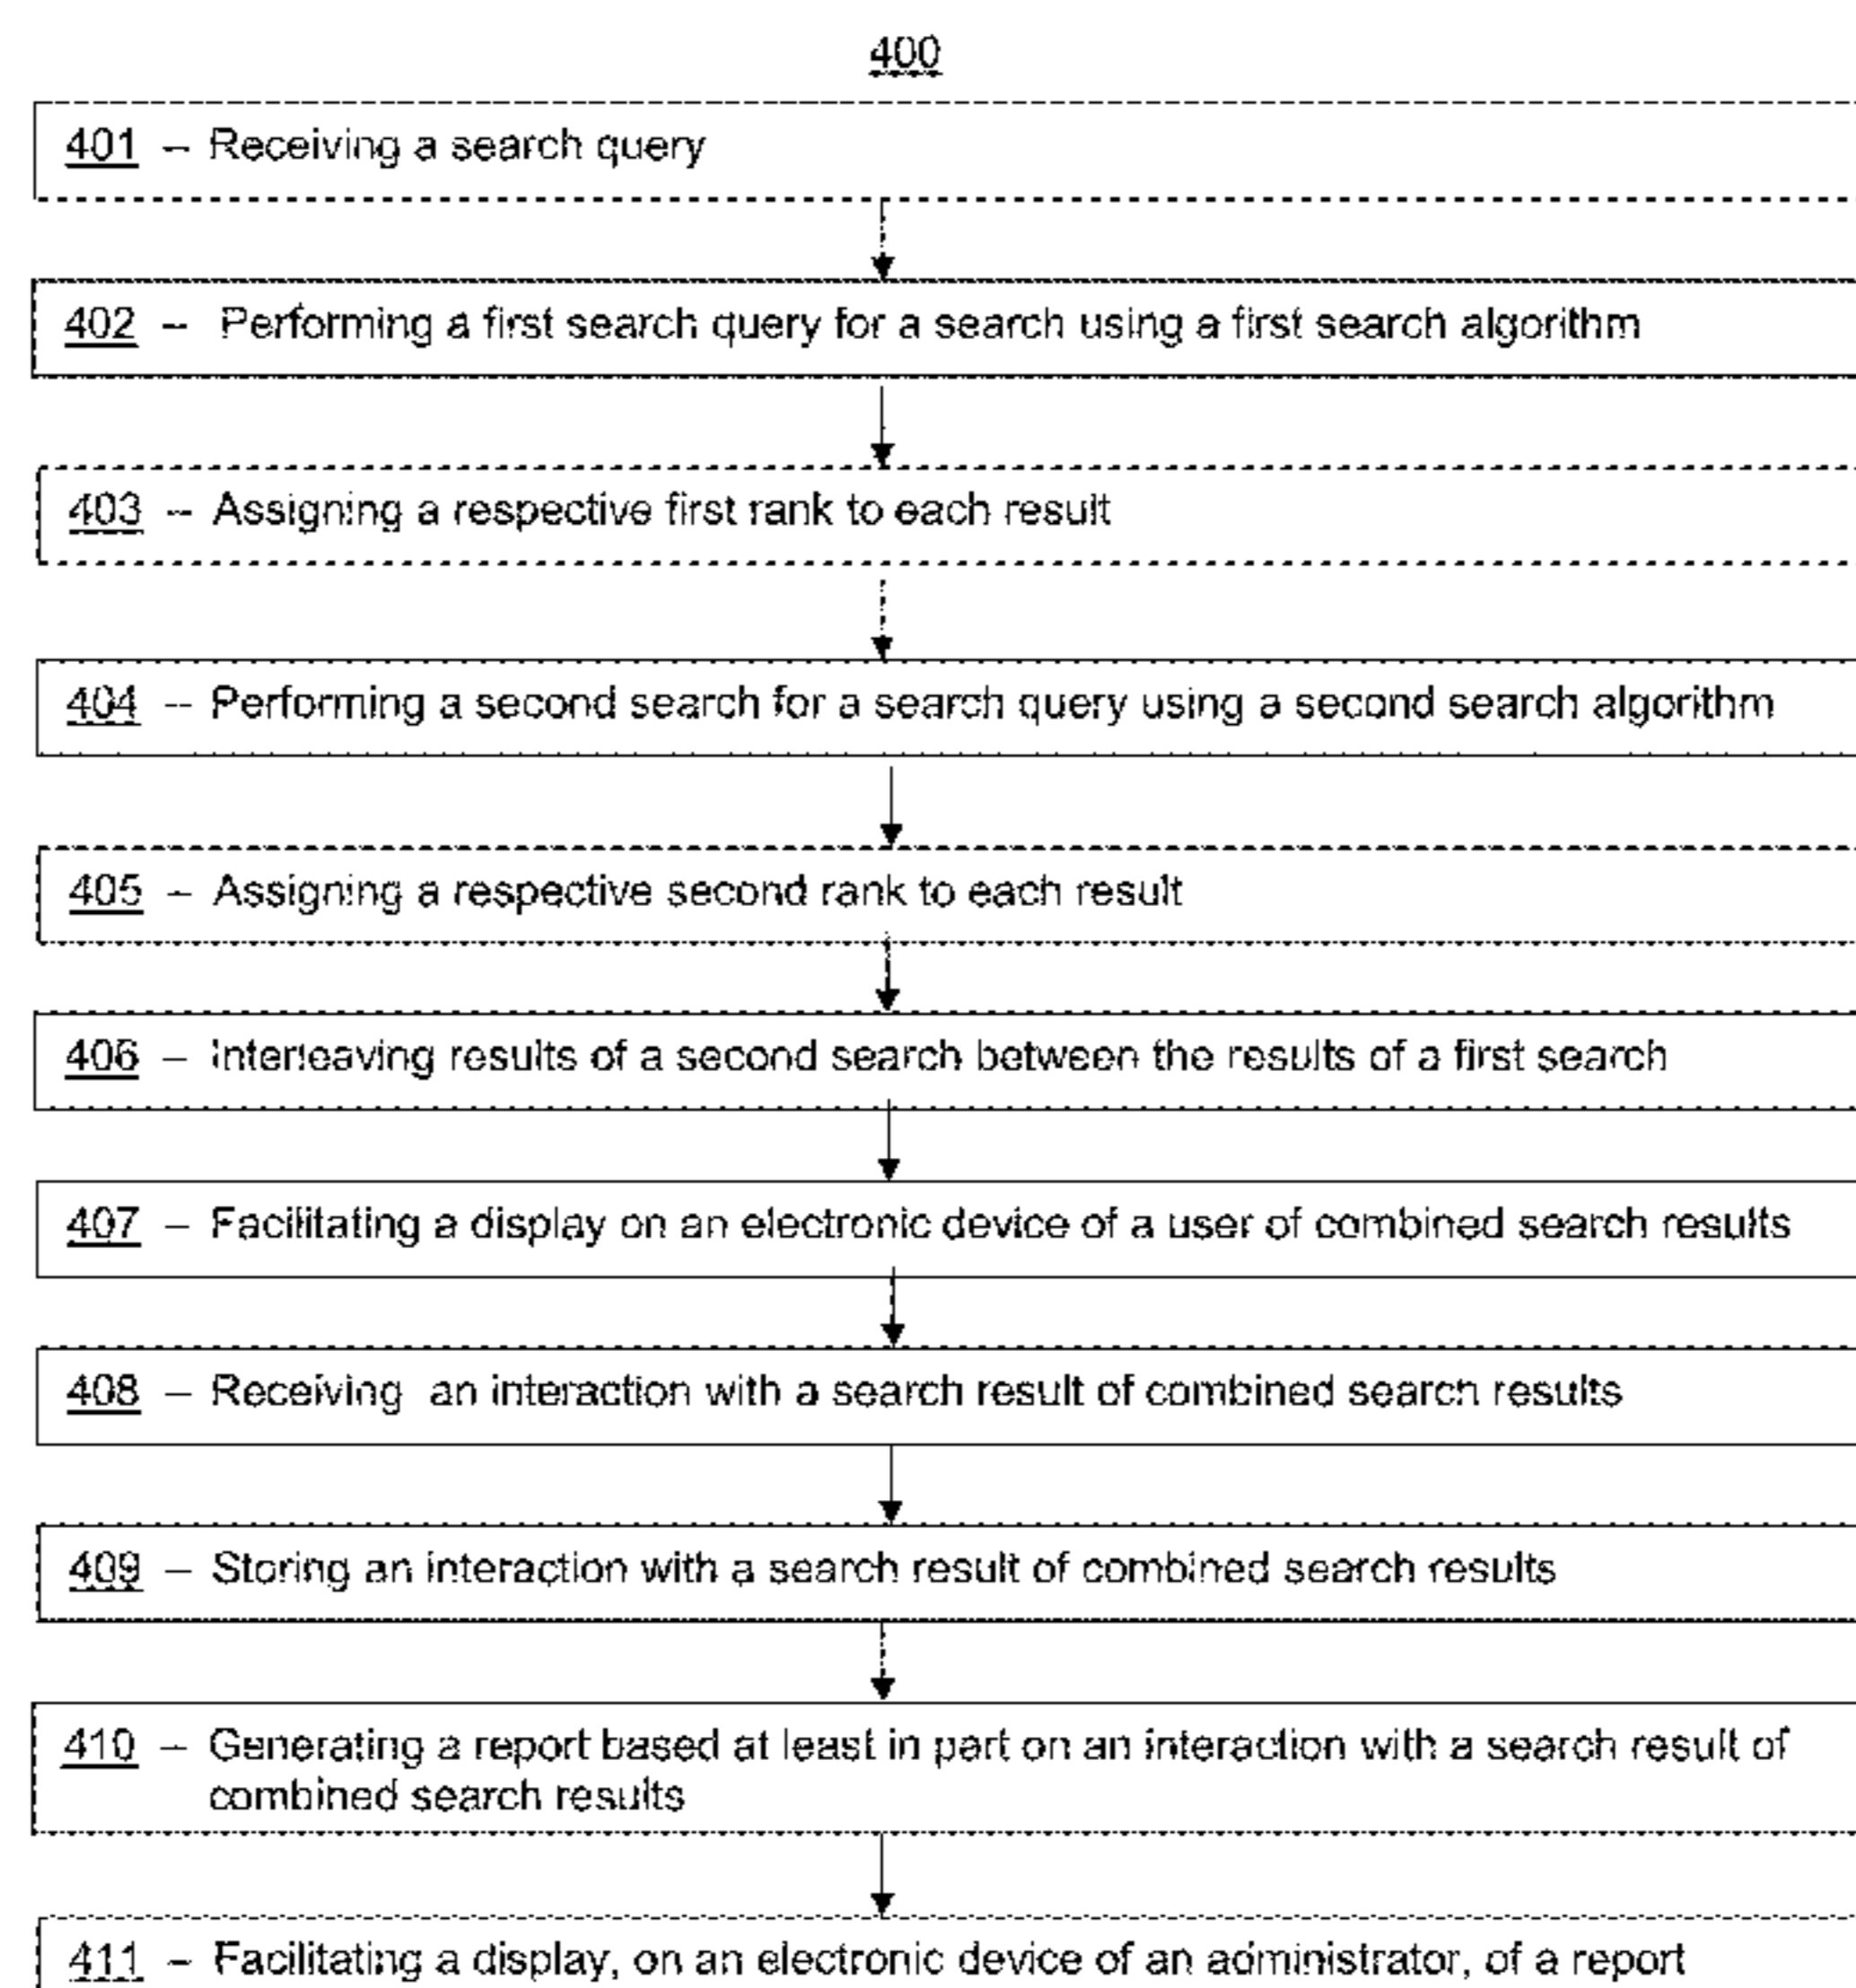 400
401 – Receiving a search query
402 – Performing a first search query for a search using a first search algorithm
403 – Assigning a respective first rank to each result
404 – Performing a second search for a search query using a second search algorithm
405 – Assigning a respective second rank to each result
406 – Interleaving results of a second search between the results of a first search
407 – Facilitating a display on an electronic device of a user of combined search results
408 – Receiving an interaction with a search result of combined search results
409 – Storing an interaction with a search result of combined search results
410 – Generating a report based at least in part on an interaction with a search result of
combined search results
411 – Facilitating a display, on an electronic device of an administrator, of a report